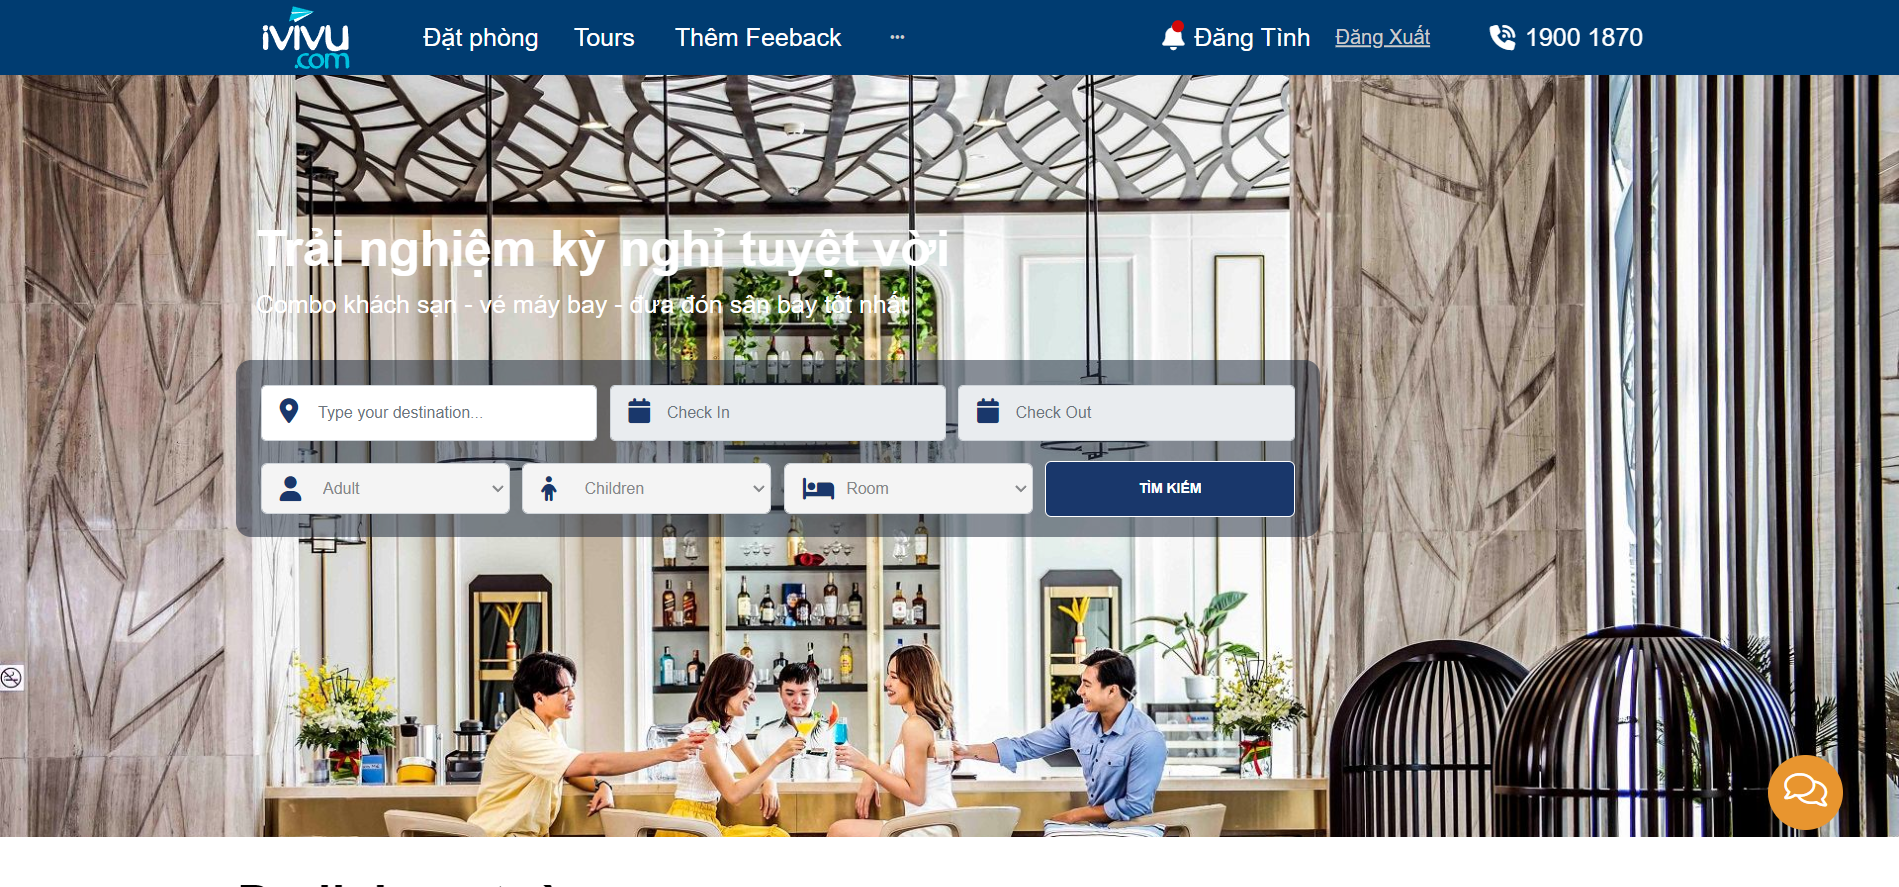 iVIVU
.com
Đặt phòng
Tours
Thêm Feeback
Đăng Tình
Đăng Xuất
1900 1870
Trải nghiệm kỳ nghỉ tuyệt vời
Combo khách sạn - vé máy bay - đưa đón sân bay tốt nhất
Type your destination...
Check In
Check Out
Adult
Children
Room
TÌM KIẾM